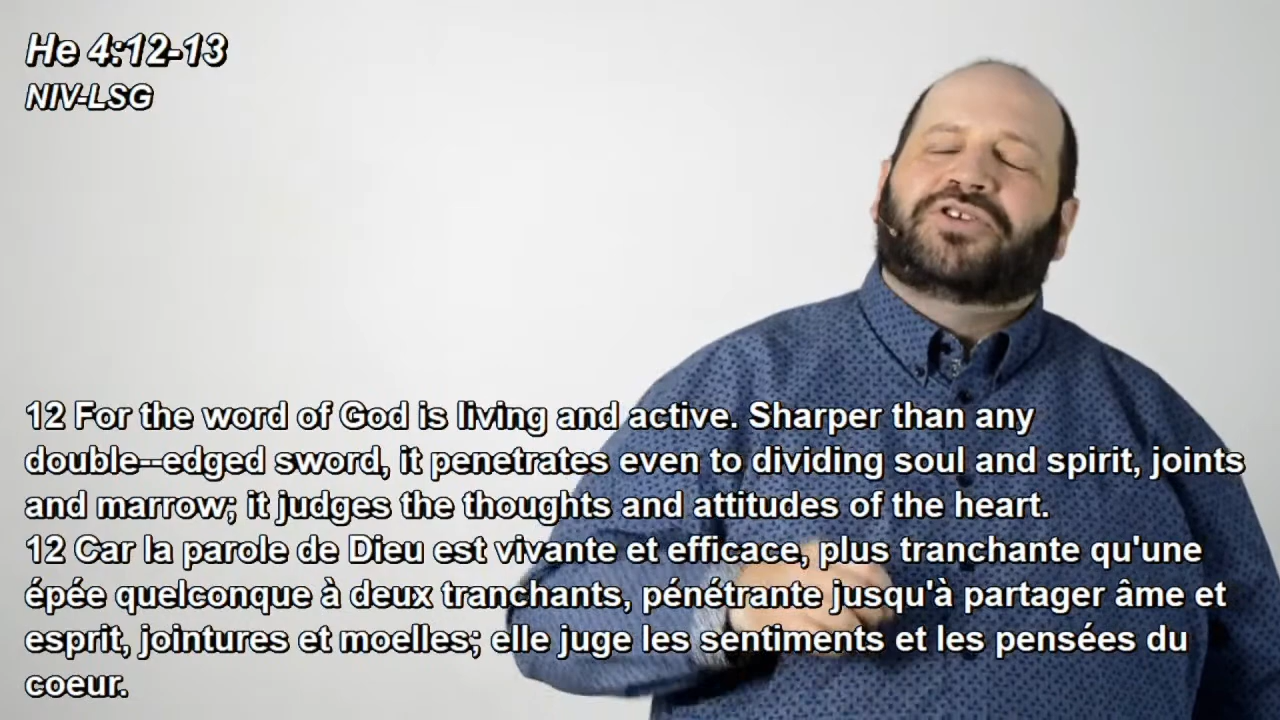 He 4:12-13
NIV-LSG
12 For the word of God is living and active. Sharper than any
double--edged sword, it penetrates even to dividing soul and spirit, joints
and marrow; it judges the thoughts and attitudes of the heart.
12 Car la parole de Dieu est vivante et efficace, plus tranchante qu'une
épée quelconque à deux tranchants, pénétrante jusqu'à partager âme et
esprit, jointures et moelles; elle juge les sentiments et les pensées du
coeur.